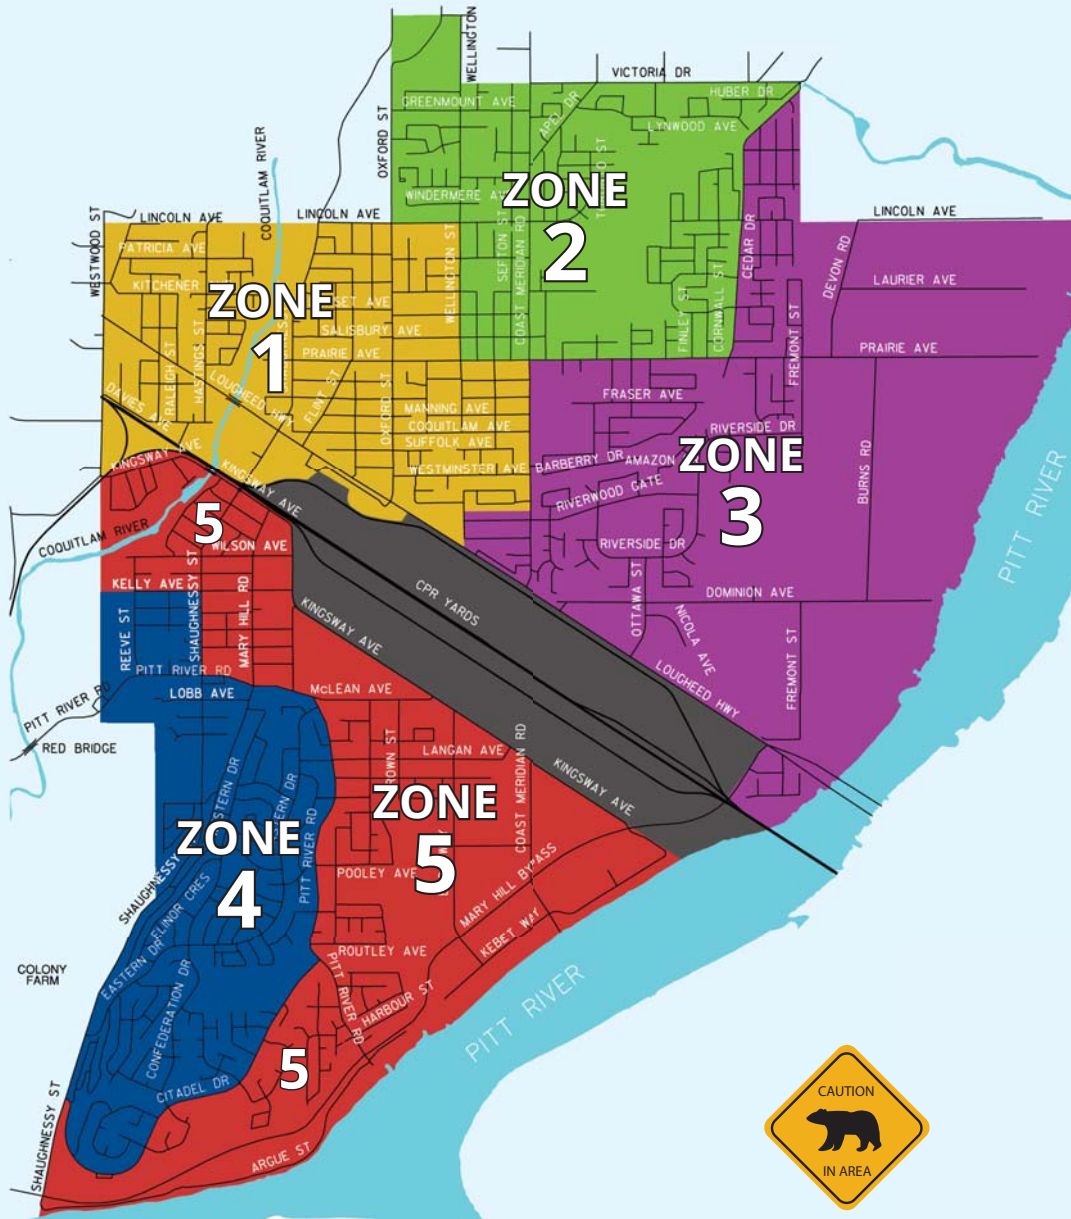 WELLINGTON
VICTORIA DR
HUBER DR
GREENMOUNT AVE
APEL DR
LYNWOOD AVE
OXFORD ST
COQUITLAM RIVER
ZONE
2
WINDERMERE
LINCOLN AVE
LINCOLN AVE
LINCOLN AVE
WESTWOOD ST
PATRICIA AVE
KITCHENER
SEFTON ST
COAST MERIDIAN RD
WELLINGTON ST
CEDAR DR
DEVON RD
LAURIER AVE
ZONE
1
SALISBURY AVE
PRAIRIE AVE
PRAIRIE AVE
FINLEY ST
CORNWALL ST
FREMONT ST
RALEIGH ST
HASTINGS ST
LOUGHEED HWY
FLINT ST
OXFORD ST
DAVIES AVE
MANNING AVE
COQUITLAM AVE
SUFFOLK AVE
WESTMINSTER AVE
FRASER AVE
RIVERSIDE DR
BARBERRY DR
AMAZON
RIVERWOOD GATE
ZONE
3
BURNS RD
PITT RIVER
KINGSWAY AVE
KINGSWAY AVE
5
COQUITLAM RIVER
WILSON AVE
RIVERSIDE DR
KELLY AVE
SHAUGHNESSY ST
MARY HILL RD
REEVE ST
CPR YARDS
KINGSWAY AVE
OTTAWA ST
DOMINION AVE
NICOLA AVE
FREMONT ST
LOUGHEED HWY
PITT RIVER RD
PITT RIVER RD
LOBB AVE
McLEAN AVE
RED BRIDGE
LANGAN AVE
COAST MERIDIAN RD
KINGSWAY AVE
ZONE
5
ZONE
4
PITT RIVER RD
POOLEY AVE
MARY HILL BYPASS
KEBET WAY
SHAUGHNESSY
ELINOR CRES
EASTERN DR
ROUTLEY AVE
COLONY
FARM
CONFEDERATION DR
PITT RIVER RD
HARBOUR ST
PITT RIVER
5
CITADEL DR
SHAUGHNESSY ST
ARGUE ST
CAUTION
IN AREA